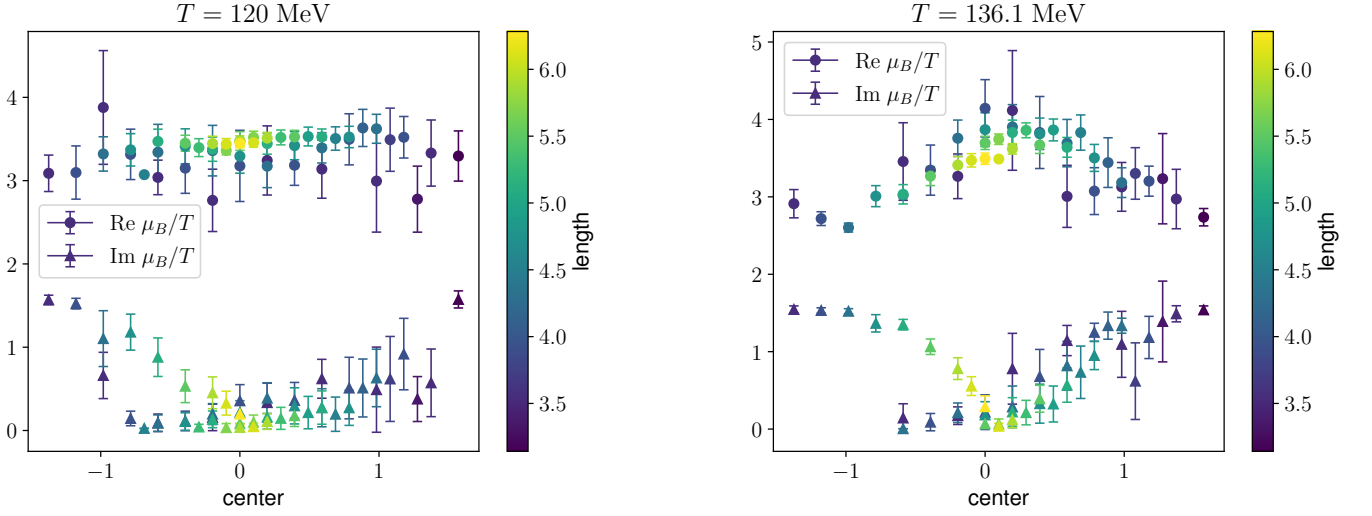 T = 120 MeV
4
3
2
1
0
Re μ_B/T
Im μ_B/T
−1
0
1
center
6.0
5.5
5.0
4.5
4.0
3.5
length
T = 136.1 MeV
5
4
3
2
1
0
Re μ_B/T
Im μ_B/T
−1
0
1
center
6.0
5.5
5.0
4.5
4.0
3.5
length